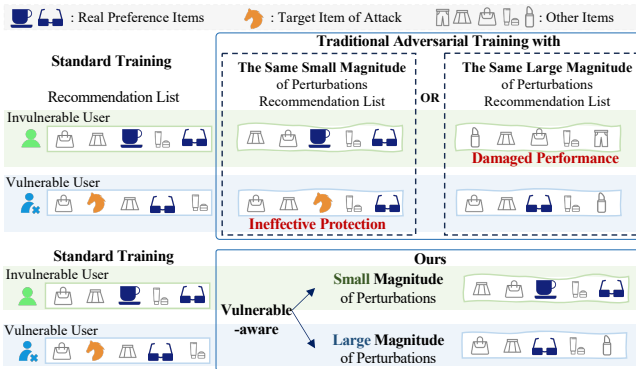 : Real Preference Items : Target Item of Attack : Other Items
Standard Training
Recommendation List
Traditional Adversarial Training with
The Same Small Magnitude
of Perturbations
Recommendation List
OR
The Same Large Magnitude
of Perturbations
Recommendation List
Invulnerable User
Damaged Performance
Vulnerable User
Ineffective Protection
Standard Training
Ours
Invulnerable User
Small Magnitude
of Perturbations
Vulnerable
-aware
Vulnerable User
Large Magnitude
of Perturbations